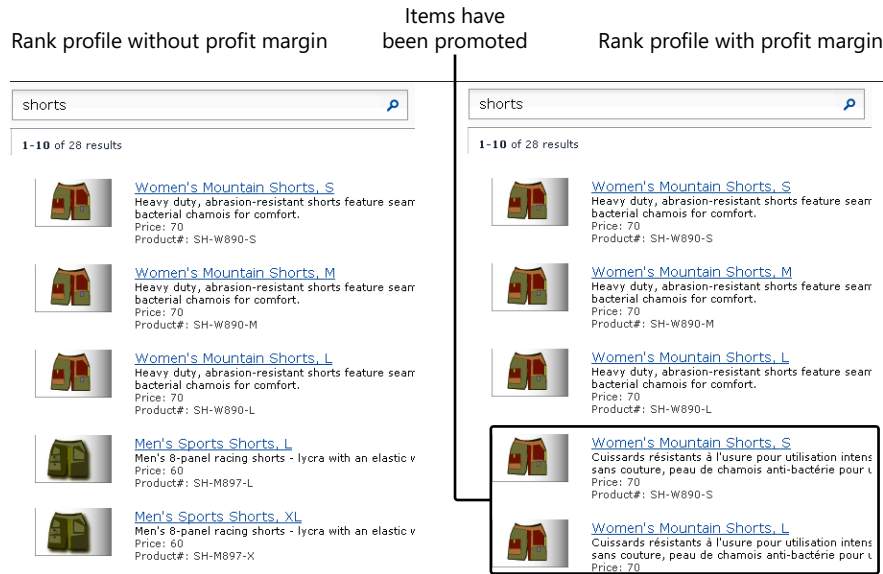 Items have
been promoted
Rank profile without profit margin
Rank profile with profit margin
shorts
1-10 of 28 results
Women's Mountain Shorts, S
Heavy duty, abrasion-resistant shorts feature seam
bacterial chamois for comfort.
Price: 70
Product#: SH-W890-S
Women's Mountain Shorts, M
Heavy duty, abrasion-resistant shorts feature seam
bacterial chamois for comfort.
Price: 70
Product#: SH-W890-M
Women's Mountain Shorts, L
Heavy duty, abrasion-resistant shorts feature seam
bacterial chamois for comfort.
Price: 70
Product#: SH-W890-L
Men's Sports Shorts, L
Men's 8-panel racing shorts - lycra with an elastic w
Price: 60
Product#: SH-M897-L
Men's Sports Shorts, XL
Men's 8-panel racing shorts - lycra with an elastic w
Price: 60
Product#: SH-M897-X
shorts
1-10 of 28 results
Women's Mountain Shorts, S
Heavy duty, abrasion-resistant shorts feature seam
bacterial chamois for comfort.
Price: 70
Product#: SH-W890-S
Women's Mountain Shorts, M
Heavy duty, abrasion-resistant shorts feature seam
bacterial chamois for comfort.
Price: 70
Product#: SH-W890-M
Women's Mountain Shorts, L
Heavy duty, abrasion-resistant shorts feature seam
bacterial chamois for comfort.
Price: 70
Product#: SH-W890-L
Women's Mountain Shorts, S
Cuissards résistants à l'usure pour utilisation intens
sans couture, peau de chamois anti-bactérie pour u
Price: 70
Product#: SH-W890-S
Women's Mountain Shorts, L
Cuissards résistants à l'usure pour utilisation intens
sans couture, peau de chamois anti-bactérie pour u
Price: 70